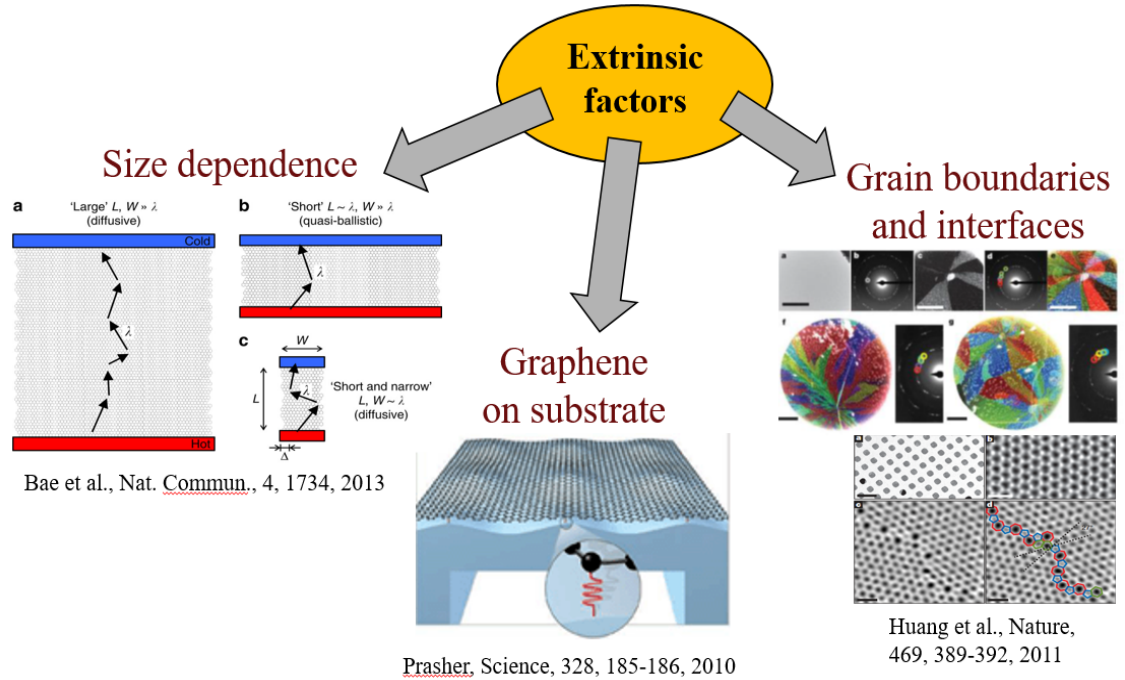 Extrinsic
factors
Size dependence
a
'Large' L, W » λ
(diffusive)
Cold
λ
Hot
b
'Short' L ~ λ, W » λ
(quasi-ballistic)
λ
c
W
L
λ
Δ
'Short and narrow'
L, W ~ λ
(diffusive)
Bae et al., Nat. Commun., 4, 1734, 2013
Graphene
on substrate
Prasher, Science, 328, 185-186, 2010
Grain boundaries
and interfaces
a
b
c
d
e
f
g
a
b
c
d
Huang et al., Nature,
469, 389-392, 2011